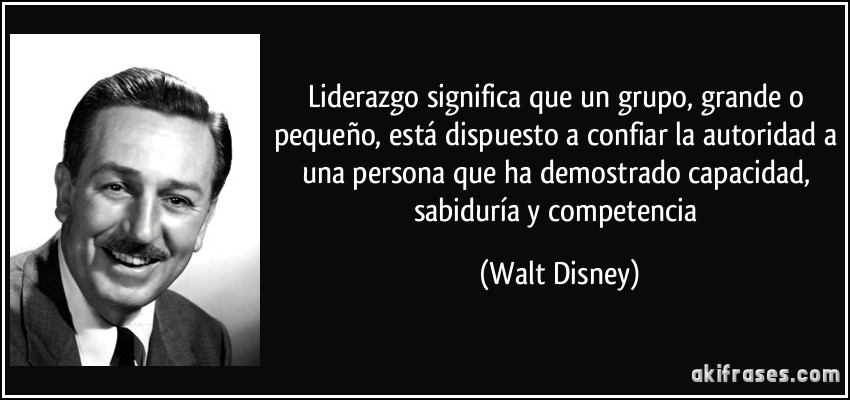 Liderazgo significa que un grupo, grande o
pequeño, está dispuesto a confiar la autoridad a
una persona que ha demostrado capacidad,
sabiduría y competencia
(Walt Disney)
akifrases.com